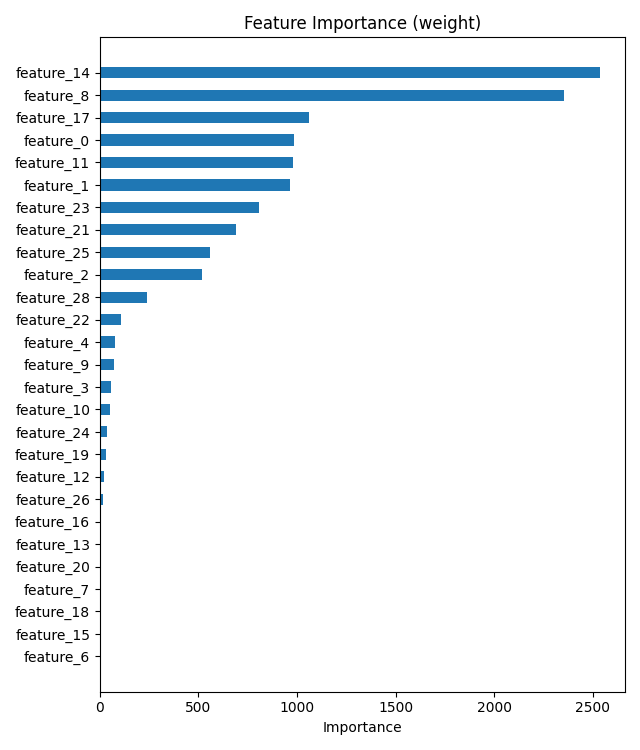 Feature Importance (weight)
feature_14
feature_8
feature_17
feature_0
feature_11
feature_1
feature_23
feature_21
feature_25
feature_2
feature_28
feature_22
feature_4
feature_9
feature_3
feature_10
feature_24
feature_19
feature_12
feature_26
feature_16
feature_13
feature_20
feature_7
feature_18
feature_15
feature_6
0 500 1000 1500 2000 2500
Importance